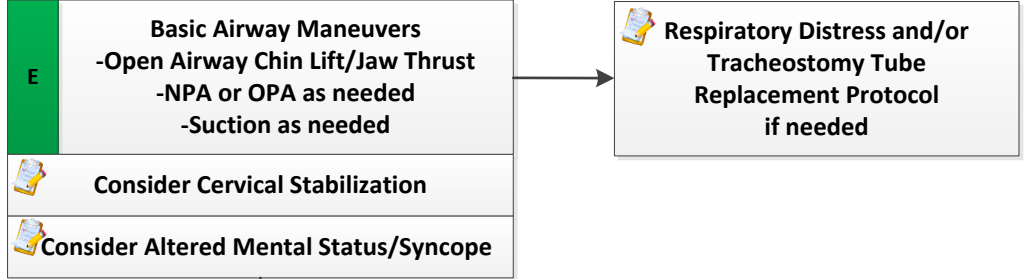 E
Basic Airway Maneuvers
-Open Airway Chin Lift/Jaw Thrust
-NPA or OPA as needed
-Suction as needed
Consider Cervical Stabilization
Consider Altered Mental Status/Syncope
Respiratory Distress and/or
Tracheostomy Tube
Replacement Protocol
if needed